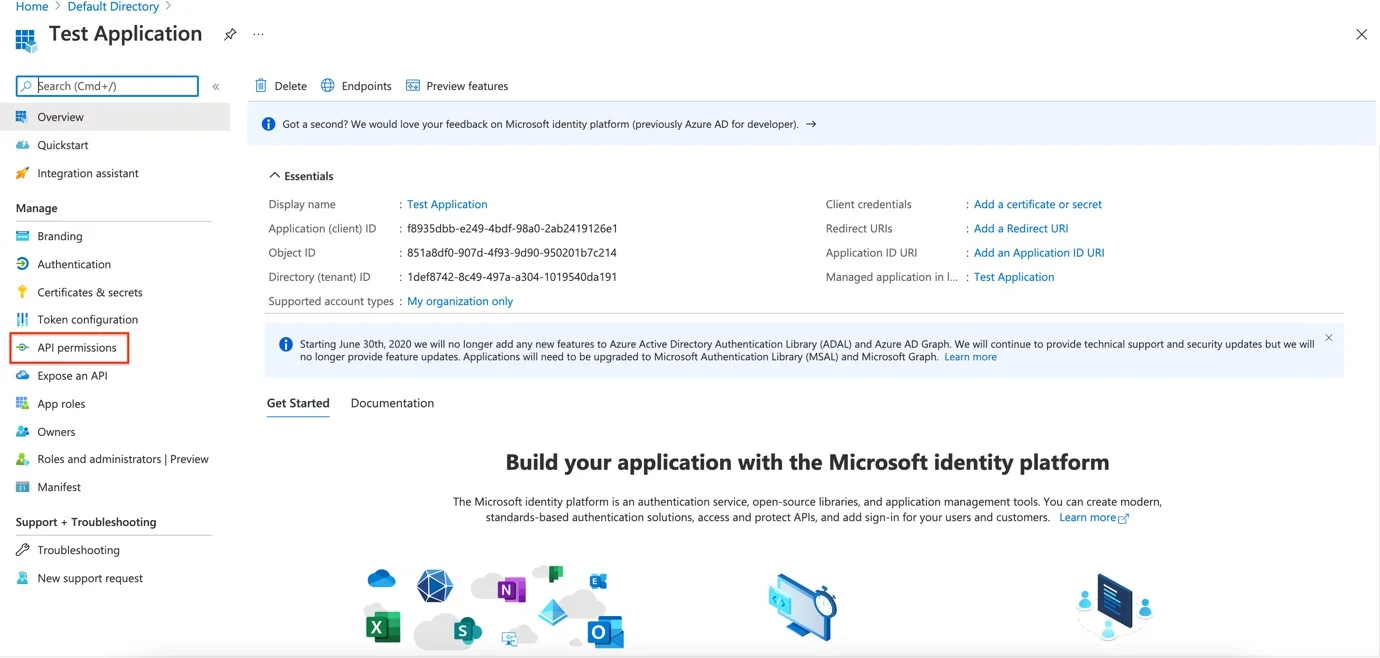 Home > Default Directory >
Test Application
...
Search (Cmd+/)
«
Overview
Quickstart
Integration assistant
Manage
Branding
Authentication
Certificates & secrets
Token configuration
API permissions
Expose an API
App roles
Owners
Roles and administrators | Preview
Manifest
Support + Troubleshooting
Troubleshooting
New support request
Delete Endpoints Preview features
Got a second? We would love your feedback on Microsoft identity platform (previously Azure AD for developer). →
Essentials
Display name : Test Application
Application (client) ID : f8935dbb-e249-4bdf-98a0-2ab2419126e1
Object ID : 851a8df0-907d-4f93-9d90-950201b7c214
Directory (tenant) ID : 1def8742-8c49-497a-a304-1019540da191
Supported account types : My organization only
Client credentials : Add a certificate or secret
Redirect URIs : Add a Redirect URI
Application ID URI : Add an Application ID URI
Managed application in l... : Test Application
Starting June 30th, 2020 we will no longer add any new features to Azure Active Directory Authentication Library (ADAL) and Azure AD Graph. We will continue to provide technical support and security updates but we will
no longer provide feature updates. Applications will need to be upgraded to Microsoft Authentication Library (MSAL) and Microsoft Graph. Learn more
Get Started Documentation
Build your application with the Microsoft identity platform
The Microsoft identity platform is an authentication service, open-source libraries, and application management tools. You can create modern,
standards-based authentication solutions, access and protect APIs, and add sign-in for your users and customers. Learn more
N
E
X
S
O